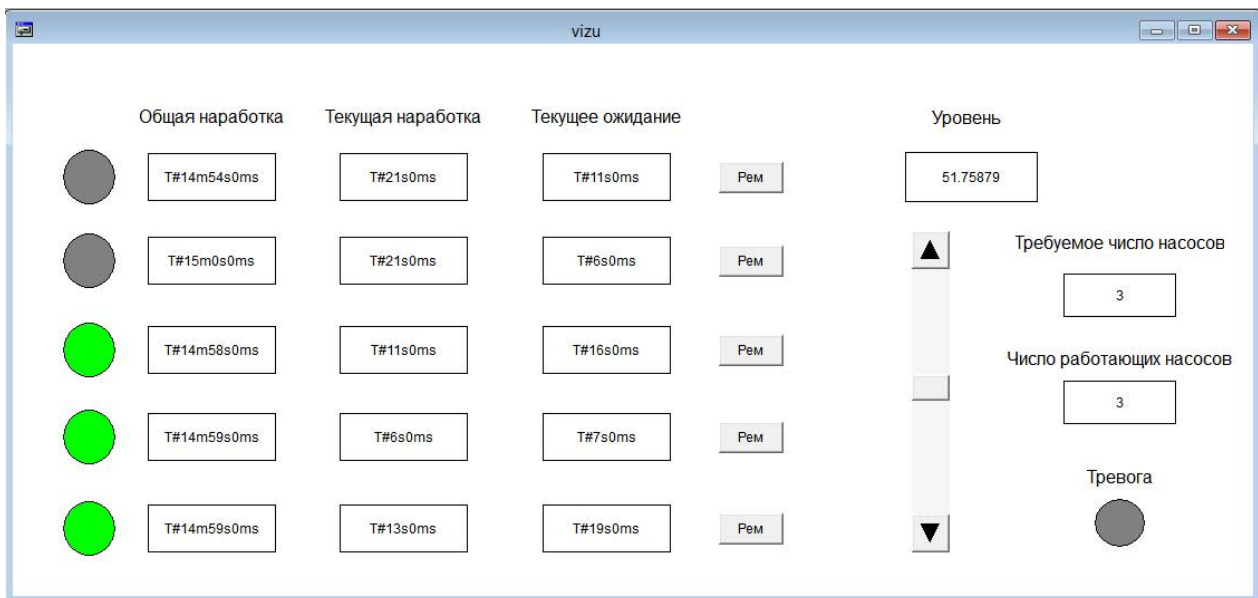 vizu
Общая наработка Текущая наработка Текущее ожидание Уровень
T#14m54s0ms T#21s0ms T#11s0ms Рем 51.75879
Требуемое число насосов
T#15m0s0ms T#21s0ms T#6s0ms Рем
3
T#14m58s0ms T#11s0ms T#16s0ms Рем
Число работающих насосов
3
T#14m59s0ms T#6s0ms T#7s0ms Рем
Тревога
T#14m59s0ms T#13s0ms T#19s0ms Рем